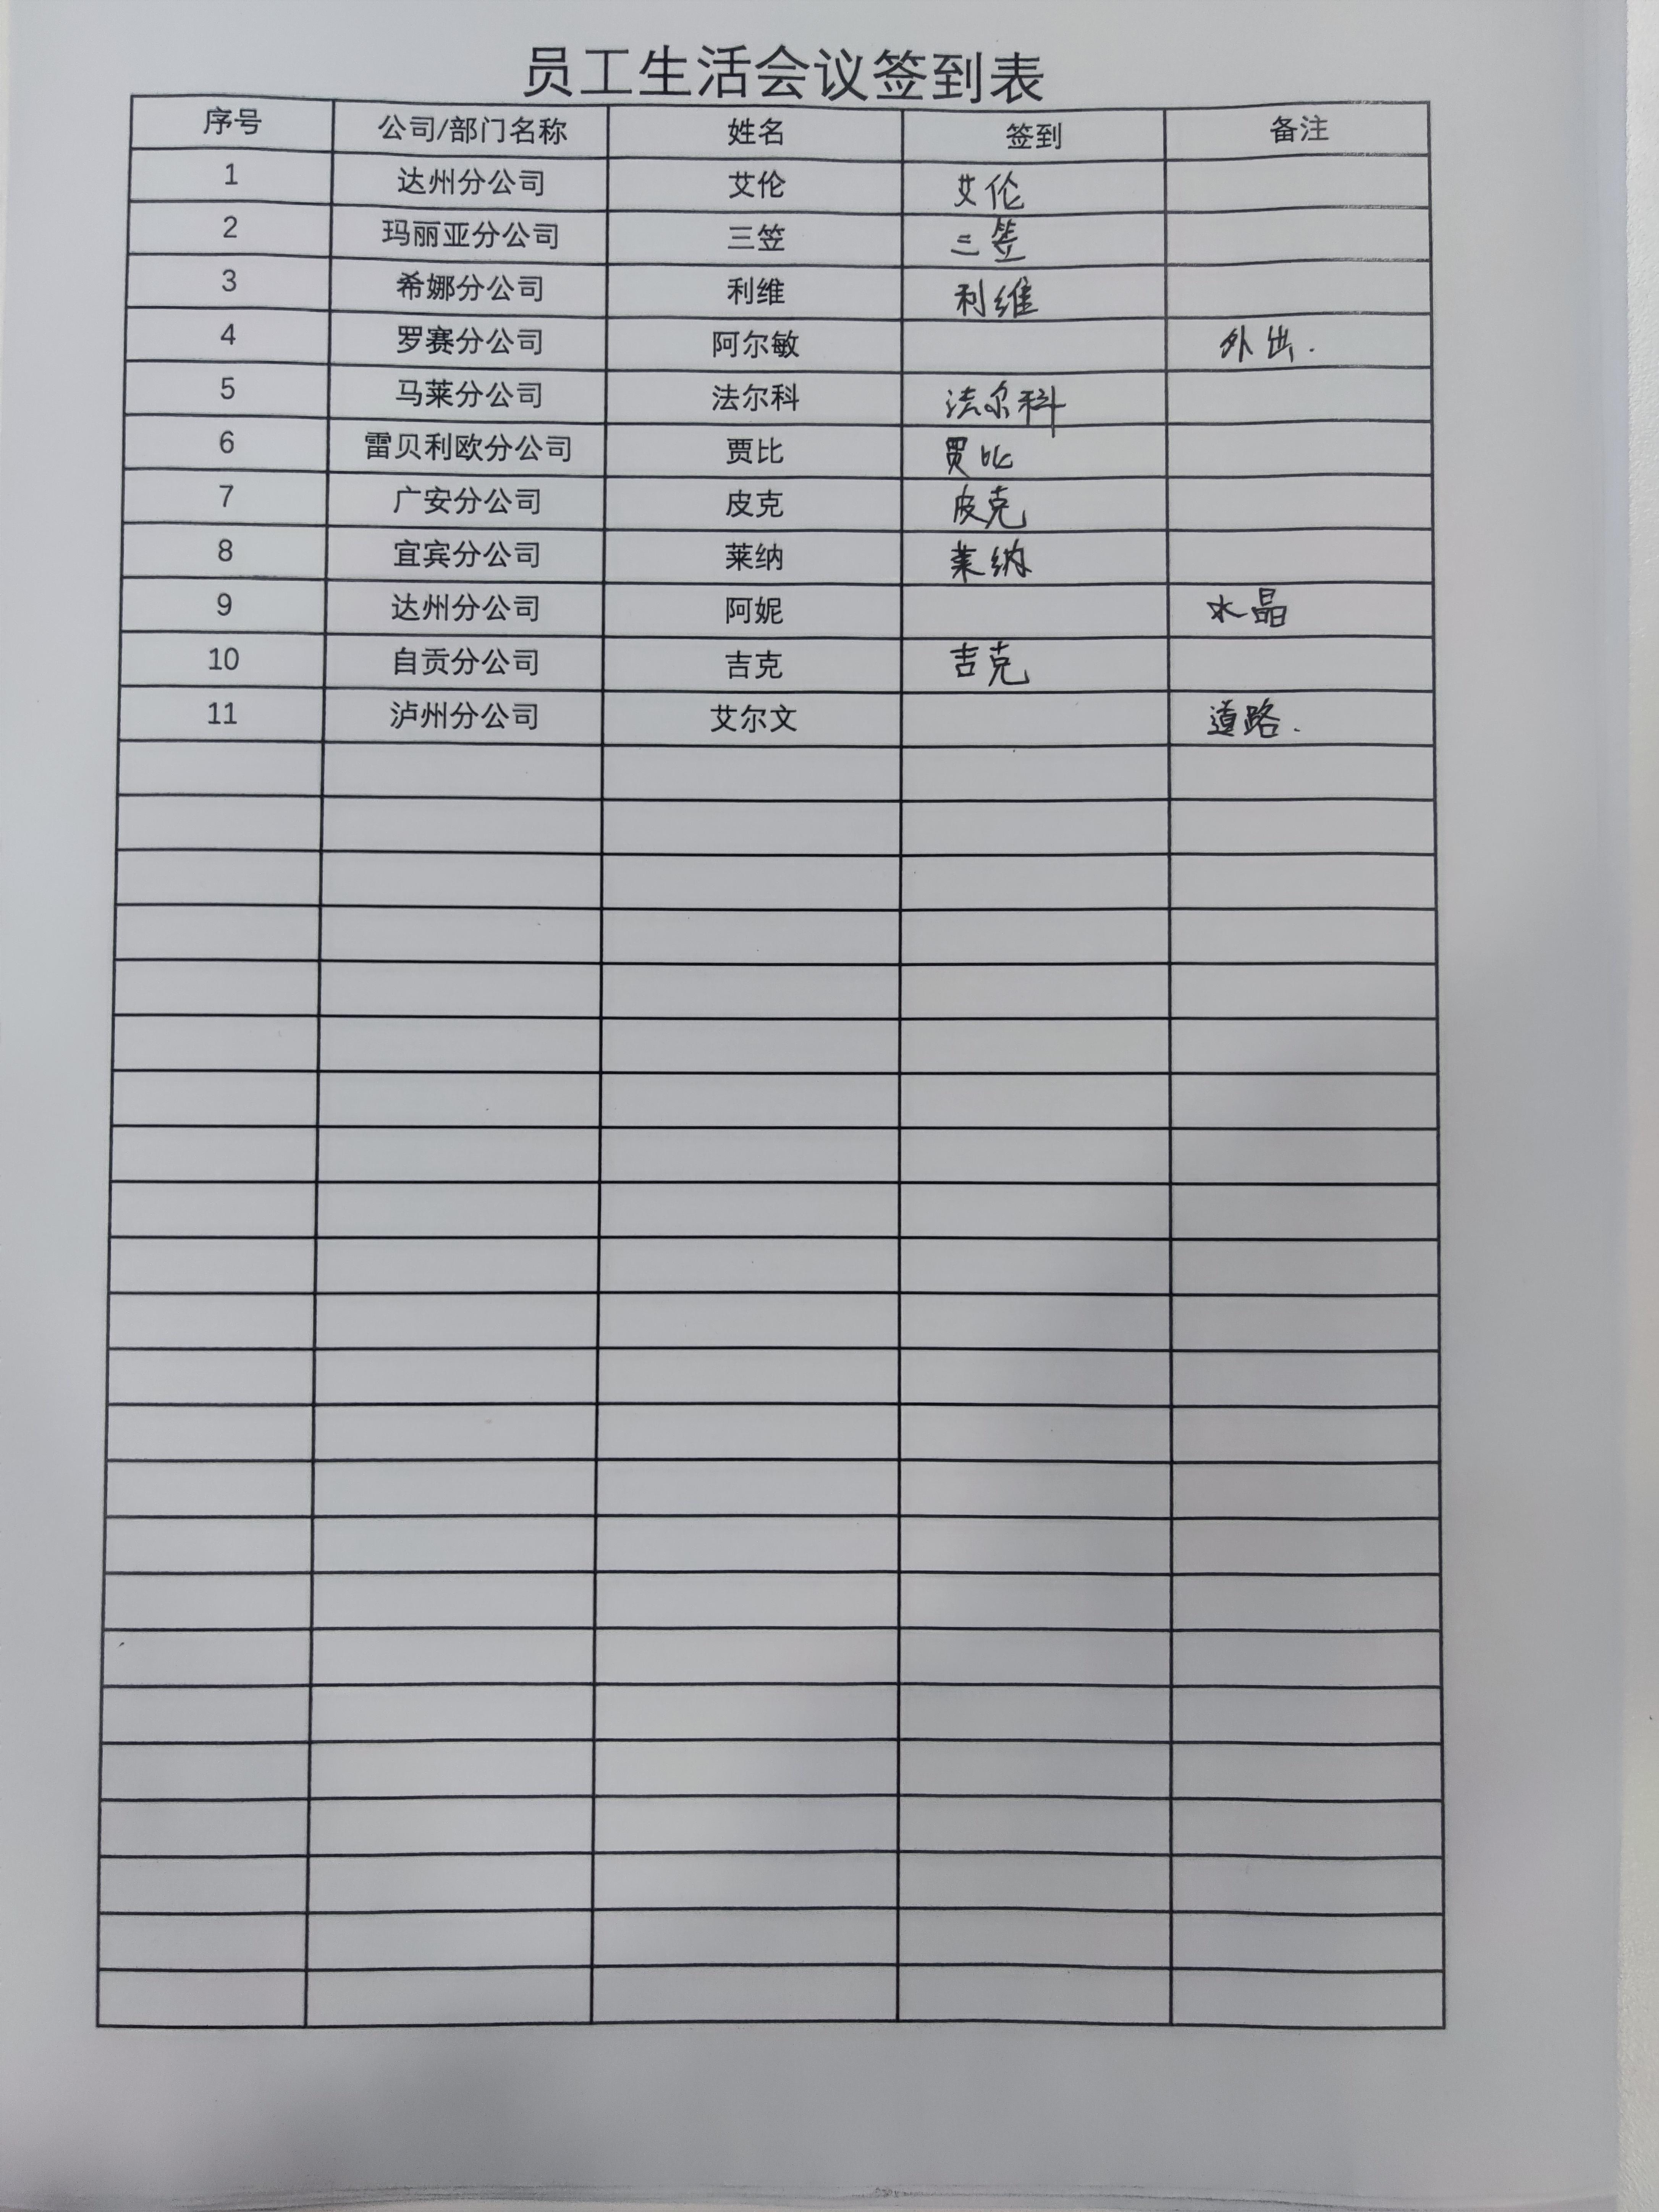 员工生活会议签到表
序号 公司/部门名称 姓名 签到 备注
1 达州分公司 艾伦 艾伦
2 玛丽亚分公司 三笠 三笠
3 希娜分公司 利维 利维
4 罗赛分公司 阿尔敏 外出.
5 马莱分公司 法尔科 法尔科
6 雷贝利欧分公司 贾比 贾比
7 广安分公司 皮克 皮克
8 宜宾分公司 莱纳 莱纳
9 达州分公司 阿妮 水晶
10 自贡分公司 吉克 吉克
11 泸州分公司 艾尔文 道路.